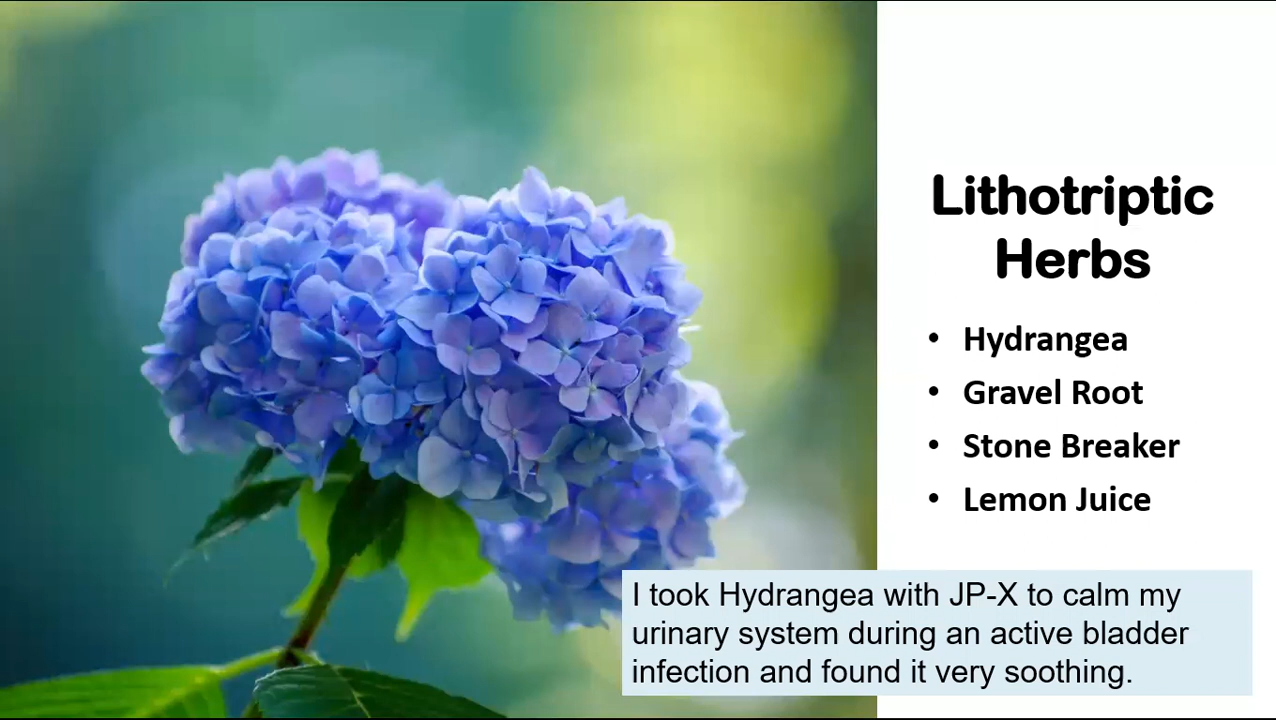 Lithotriptic
Herbs
• Hydrangea
• Gravel Root
• Stone Breaker
• Lemon Juice
I took Hydrangea with JP-X to calm my
urinary system during an active bladder
infection and found it very soothing.